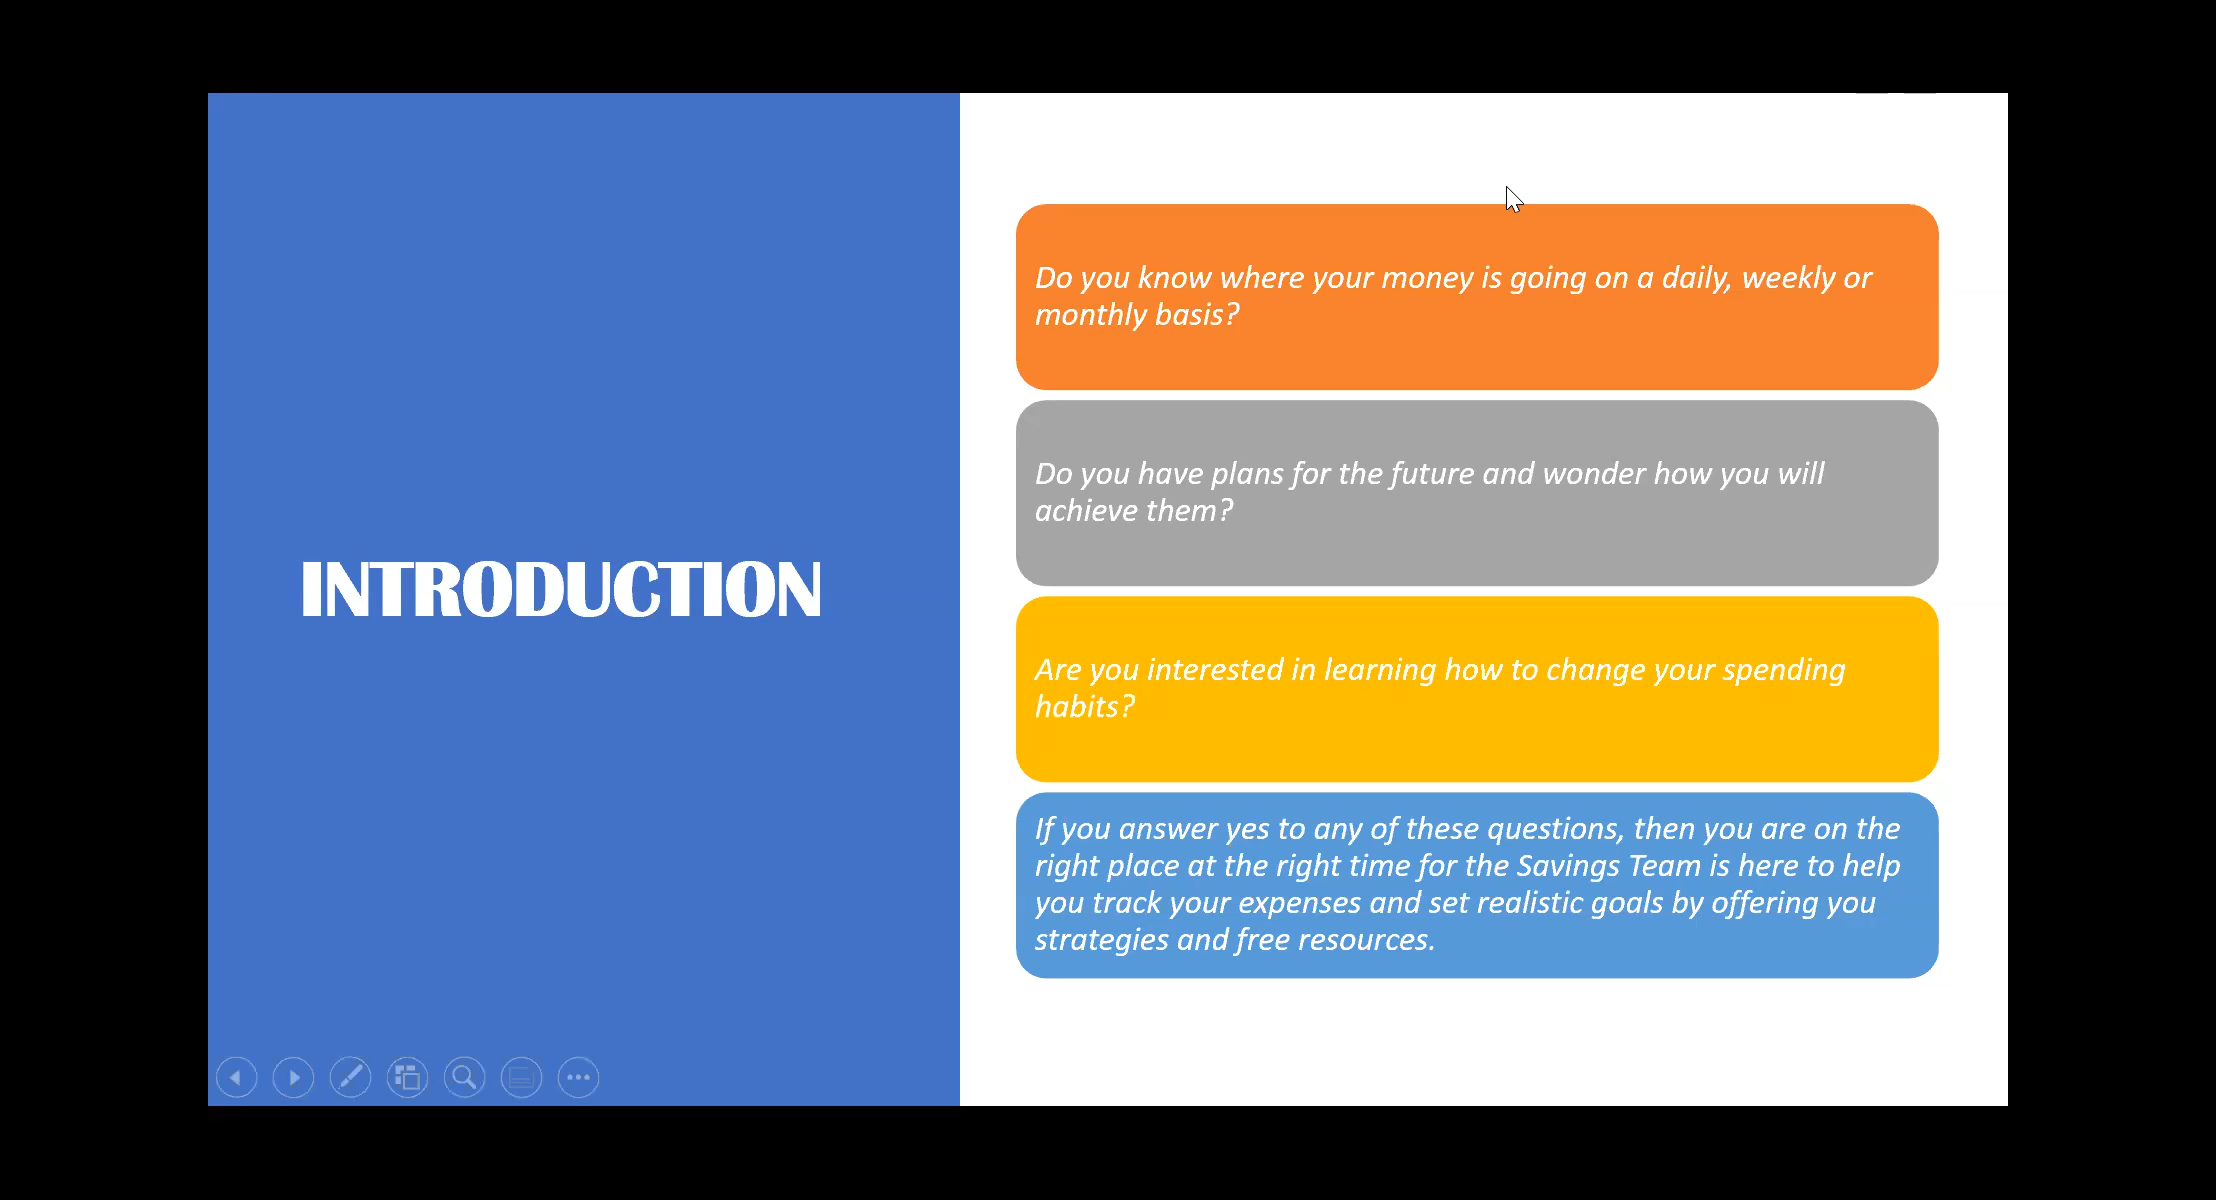 INTRODUCTION
Do you know where your money is going on a daily, weekly or
monthly basis?
Do you have plans for the future and wonder how you will
achieve them?
Are you interested in learning how to change your spending
habits?
If you answer yes to any of these questions, then you are on the
right place at the right time for the Savings Team is here to help
you track your expenses and set realistic goals by offering you
strategies and free resources.